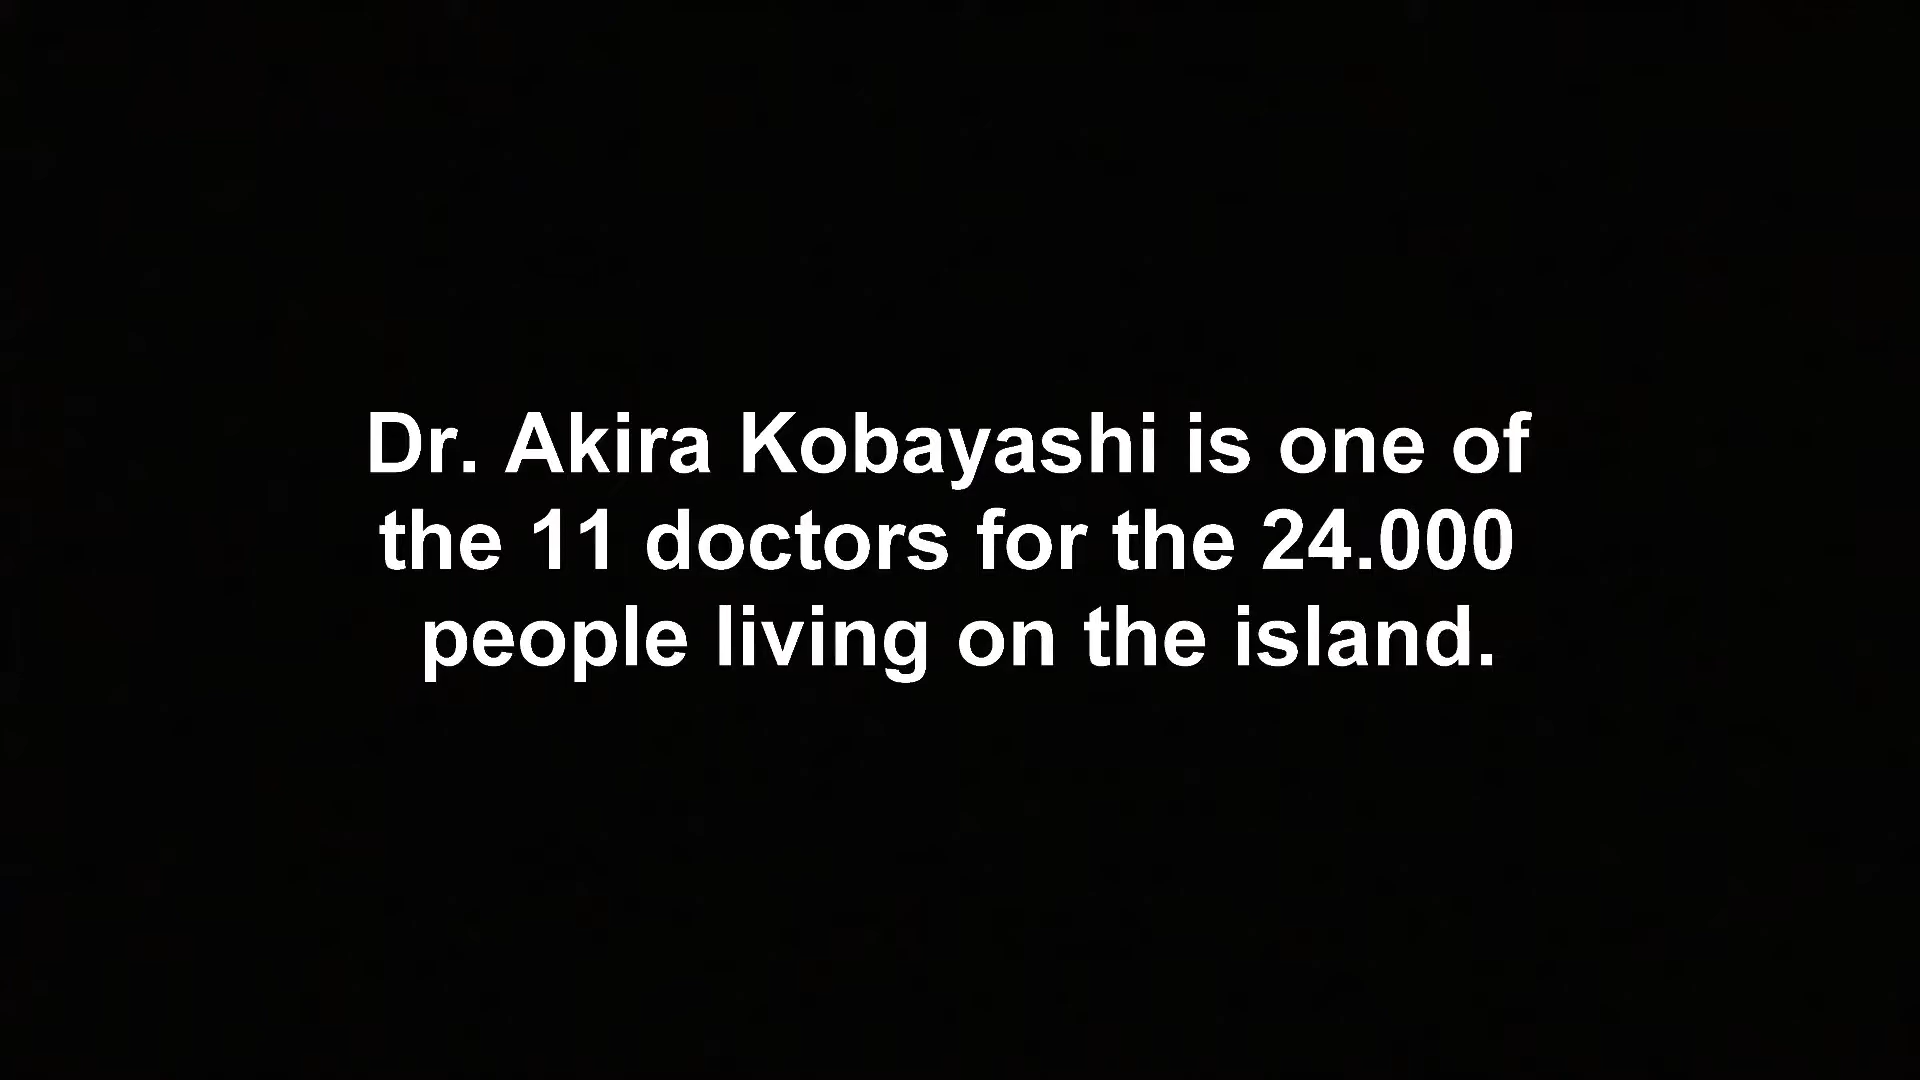 Dr. Akira Kobayashi is one of
the 11 doctors for the 24.000
people living on the island.